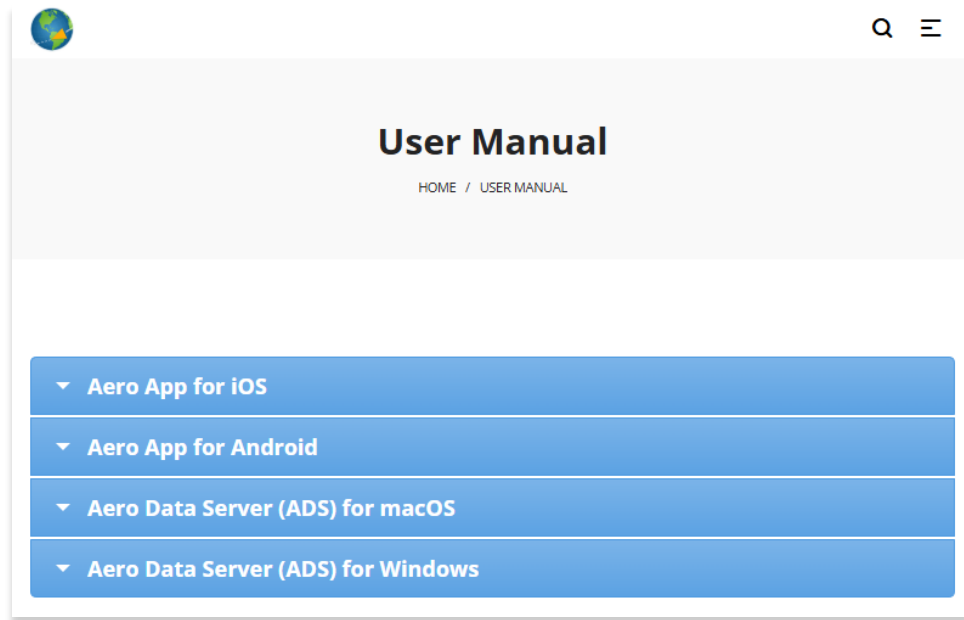 User Manual
HOME / USER MANUAL
Aero App for iOS
Aero App for Android
Aero Data Server (ADS) for macOS
Aero Data Server (ADS) for Windows